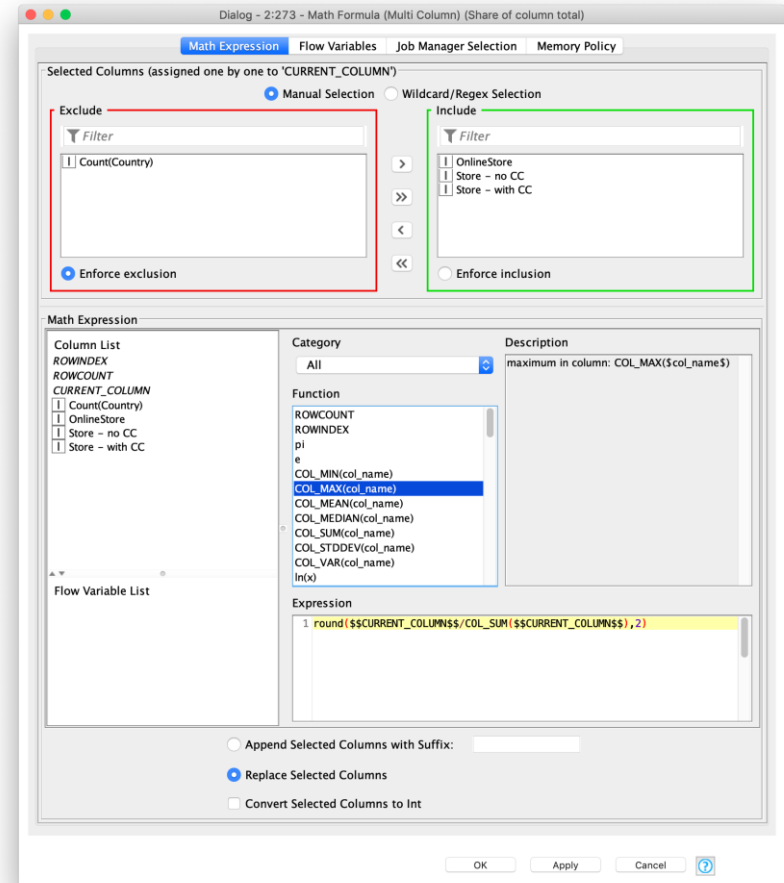 Dialog - 2:273 - Math Formula (Multi Column) (Share of column total)
Math Expression Flow Variables Job Manager Selection Memory Policy
Selected Columns (assigned one by one to 'CURRENT_COLUMN')
Manual Selection Wildcard/Regex Selection
Exclude
Filter
I Count(Country)
Enforce exclusion
>
>>
<
<<
Include
Filter
I OnlineStore
I Store - no CC
I Store - with CC
Enforce inclusion
Math Expression
Column List
ROWINDEX
ROWCOUNT
CURRENT_COLUMN
I Count(Country)
I OnlineStore
I Store - no CC
I Store - with CC
Flow Variable List
Category
All
Function
ROWCOUNT
ROWINDEX
pi
e
COL_MIN(col_name)
COL_MAX(col_name)
COL_MEAN(col_name)
COL_MEDIAN(col_name)
COL_SUM(col_name)
COL_STDDEV(col_name)
COL_VAR(col_name)
ln(x)
Description
maximum in column: COL_MAX($col_name$)
Expression
1 round($$CURRENT_COLUMN$$/COL_SUM($$CURRENT_COLUMN$$),2)
Append Selected Columns with Suffix:
Replace Selected Columns
Convert Selected Columns to Int
OK Apply Cancel ?